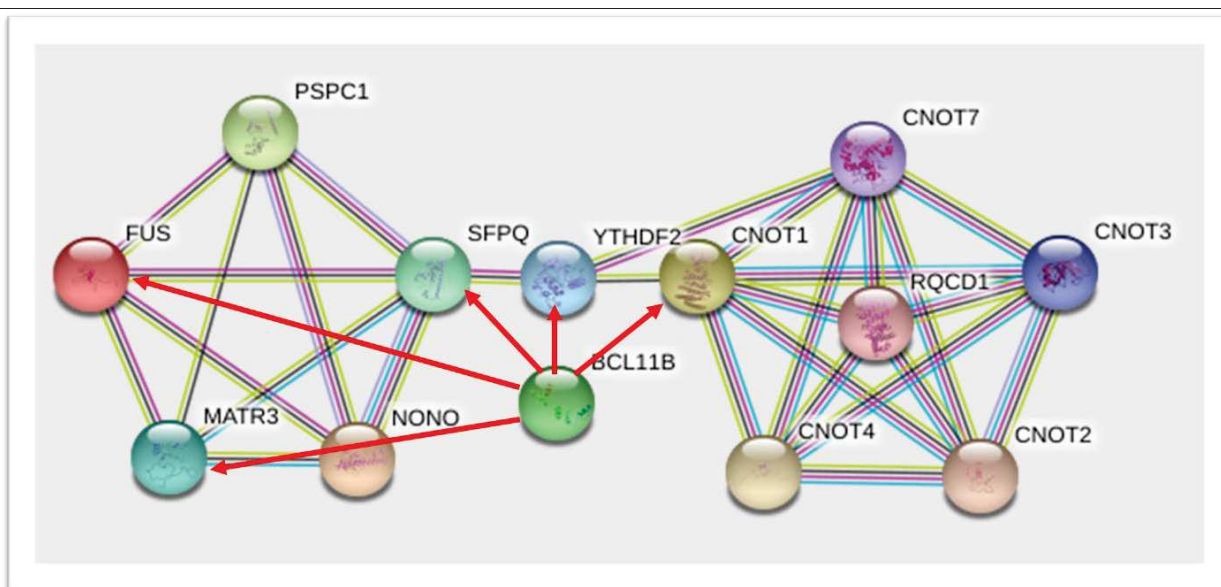 PSPC1
CNOT7
FUS
SFPQ
YTHDF2
CNOT1
CNOT3
RQCD1
BCL11B
MATR3
NONO
CNOT4
CNOT2